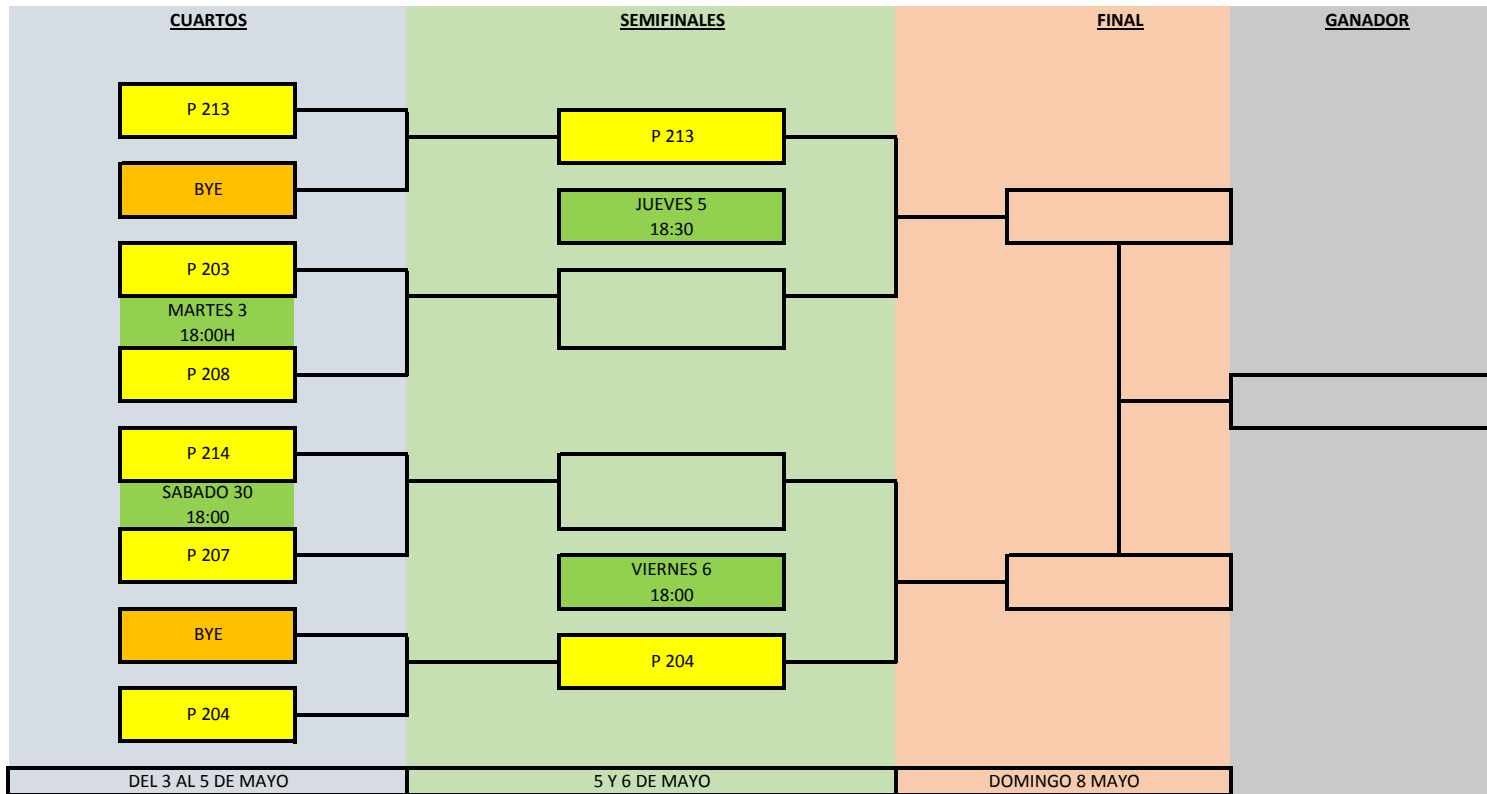 CUARTOS
SEMIFINALES
FINAL
GANADOR
P 213
BYE
P 203
MARTES 3
18:00H
P 208
P 214
SABADO 30
18:00
P 207
BYE
P 204
P 213
JUEVES 5
18:30
VIERNES 6
18:00
P 204
DEL 3 AL 5 DE MAYO
5 Y 6 DE MAYO
DOMINGO 8 MAYO